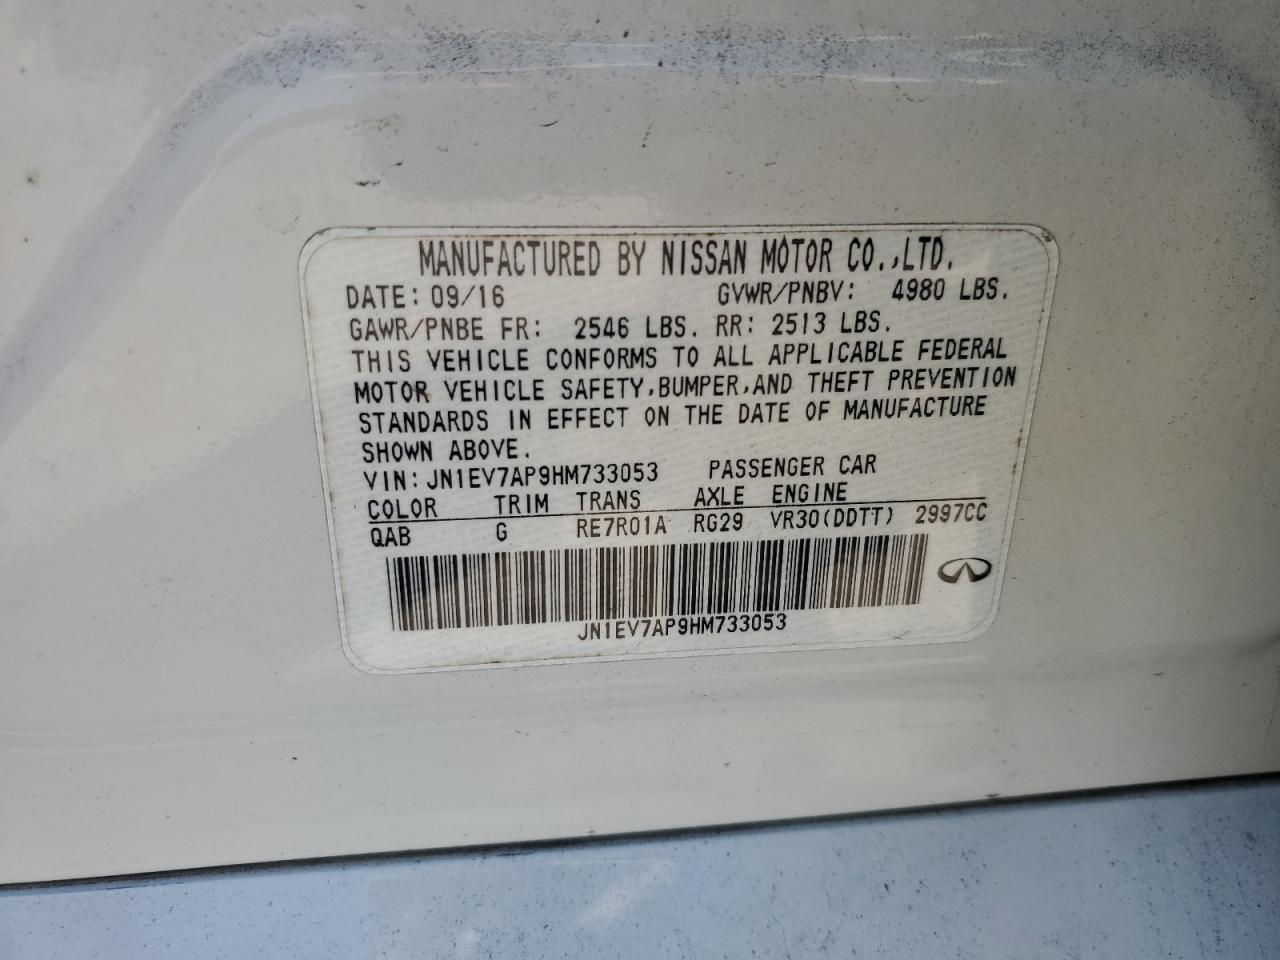 MANUFACTURED BY NISSAN MOTOR CO.,LTD.
DATE: 09/16 GVWR/PNBV: 4980 LBS.
GAWR/PNBE FR: 2546 LBS. RR: 2513 LBS.
THIS VEHICLE CONFORMS TO ALL APPLICABLE FEDERAL
MOTOR VEHICLE SAFETY,BUMPER,AND THEFT PREVENTION
STANDARDS IN EFFECT ON THE DATE OF MANUFACTURE
SHOWN ABOVE.
VIN: JN1EV7AP9HM733053 PASSENGER CAR
COLOR TRIM TRANS AXLE ENGINE
QAB G RE7R01A RG29 VR30(DDTT) 2997CC
JN1EV7AP9HM733053